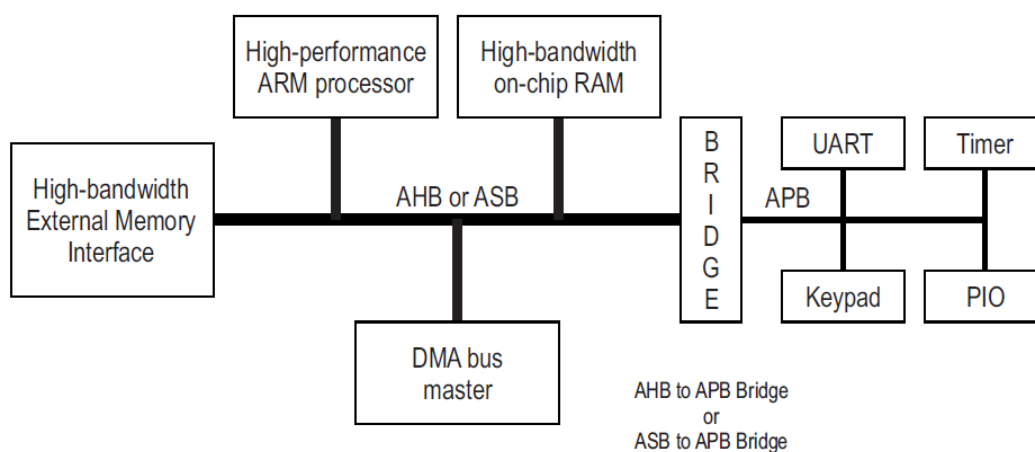 High-performance
ARM processor
High-bandwidth
on-chip RAM
High-bandwidth
External Memory
Interface
AHB or ASB
B
R
I
D
G
E
APB
UART
Timer
Keypad
PIO
DMA bus
master
AHB to APB Bridge
or
ASB to APB Bridge